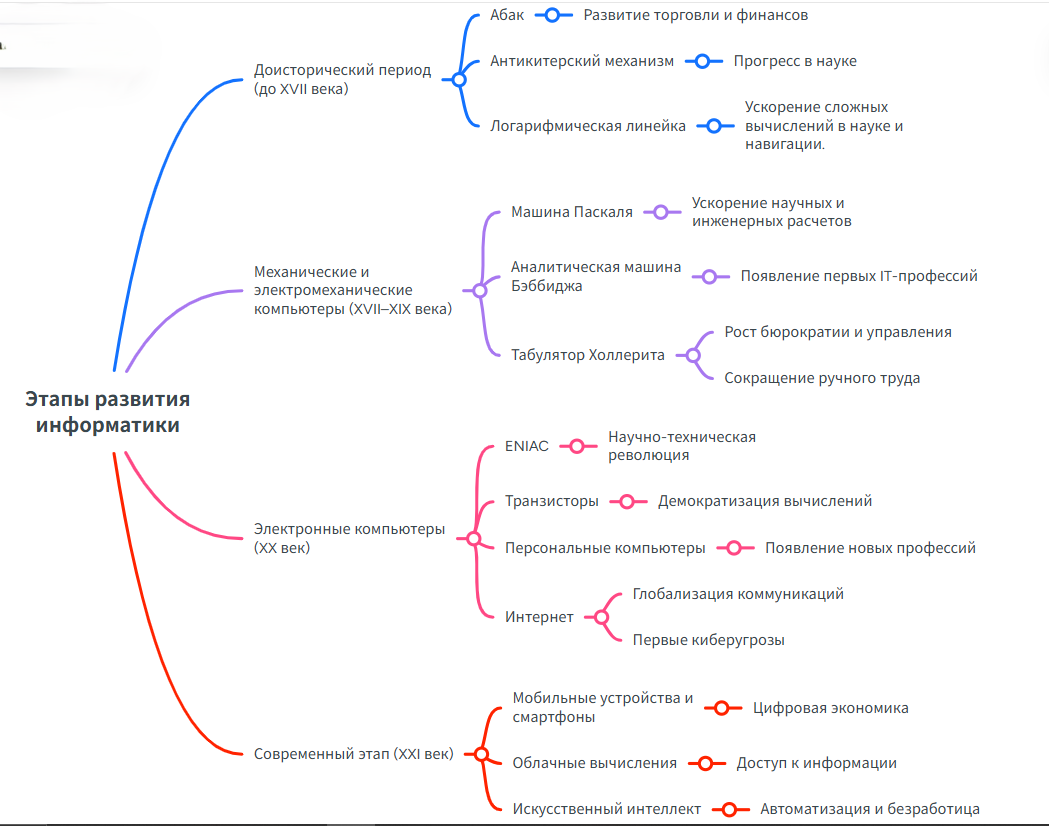 Абак
Развитие торговли и финансов
Доисторический период
(до XVII века)
Антикитерский механизм
Прогресс в науке
Логарифмическая линейка
Ускорение сложных
вычислений в науке и
навигации.
Механические и
электромеханические
компьютеры (XVII–XIX века)
Машина Паскаля
Ускорение научных и
инженерных расчетов
Аналитическая машина
Бэббиджа
Появление первых IT-профессий
Табулятор Холлерита
Рост бюрократии и управления
Сокращение ручного труда
Этапы развития
информатики
Электронные компьютеры
(XX век)
ENIAC
Научно-техническая
революция
Транзисторы
Демократизация вычислений
Персональные компьютеры
Появление новых профессий
Интернет
Глобализация коммуникаций
Первые киберугрозы
Современный этап (XXI век)
Мобильные устройства и
смартфоны
Цифровая экономика
Облачные вычисления
Доступ к информации
Искусственный интеллект
Автоматизация и безработица